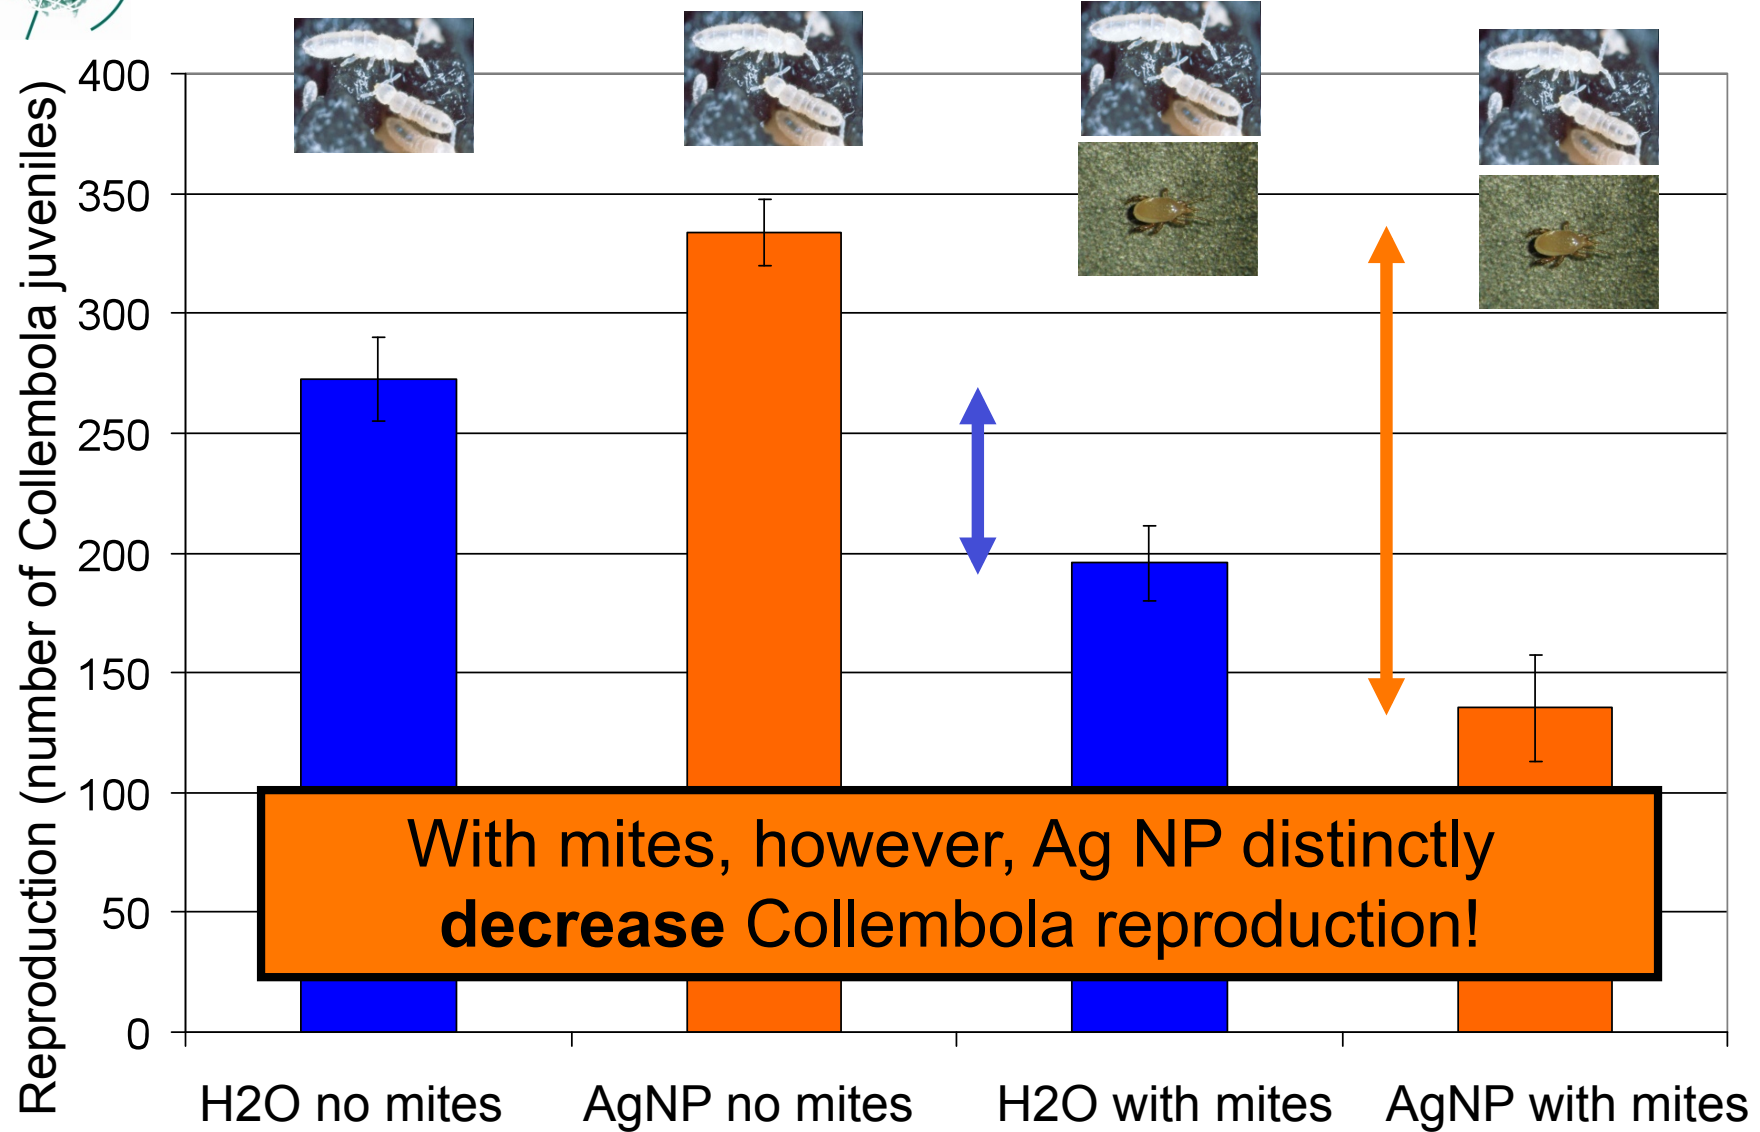 Reproduction (number of Collembola juveniles)
400
350
300
250
200
150
100
50
0
With mites, however, Ag NP distinctly
decrease Collembola reproduction!
H2O no mites
AgNP no mites
H2O with mites
AgNP with mites